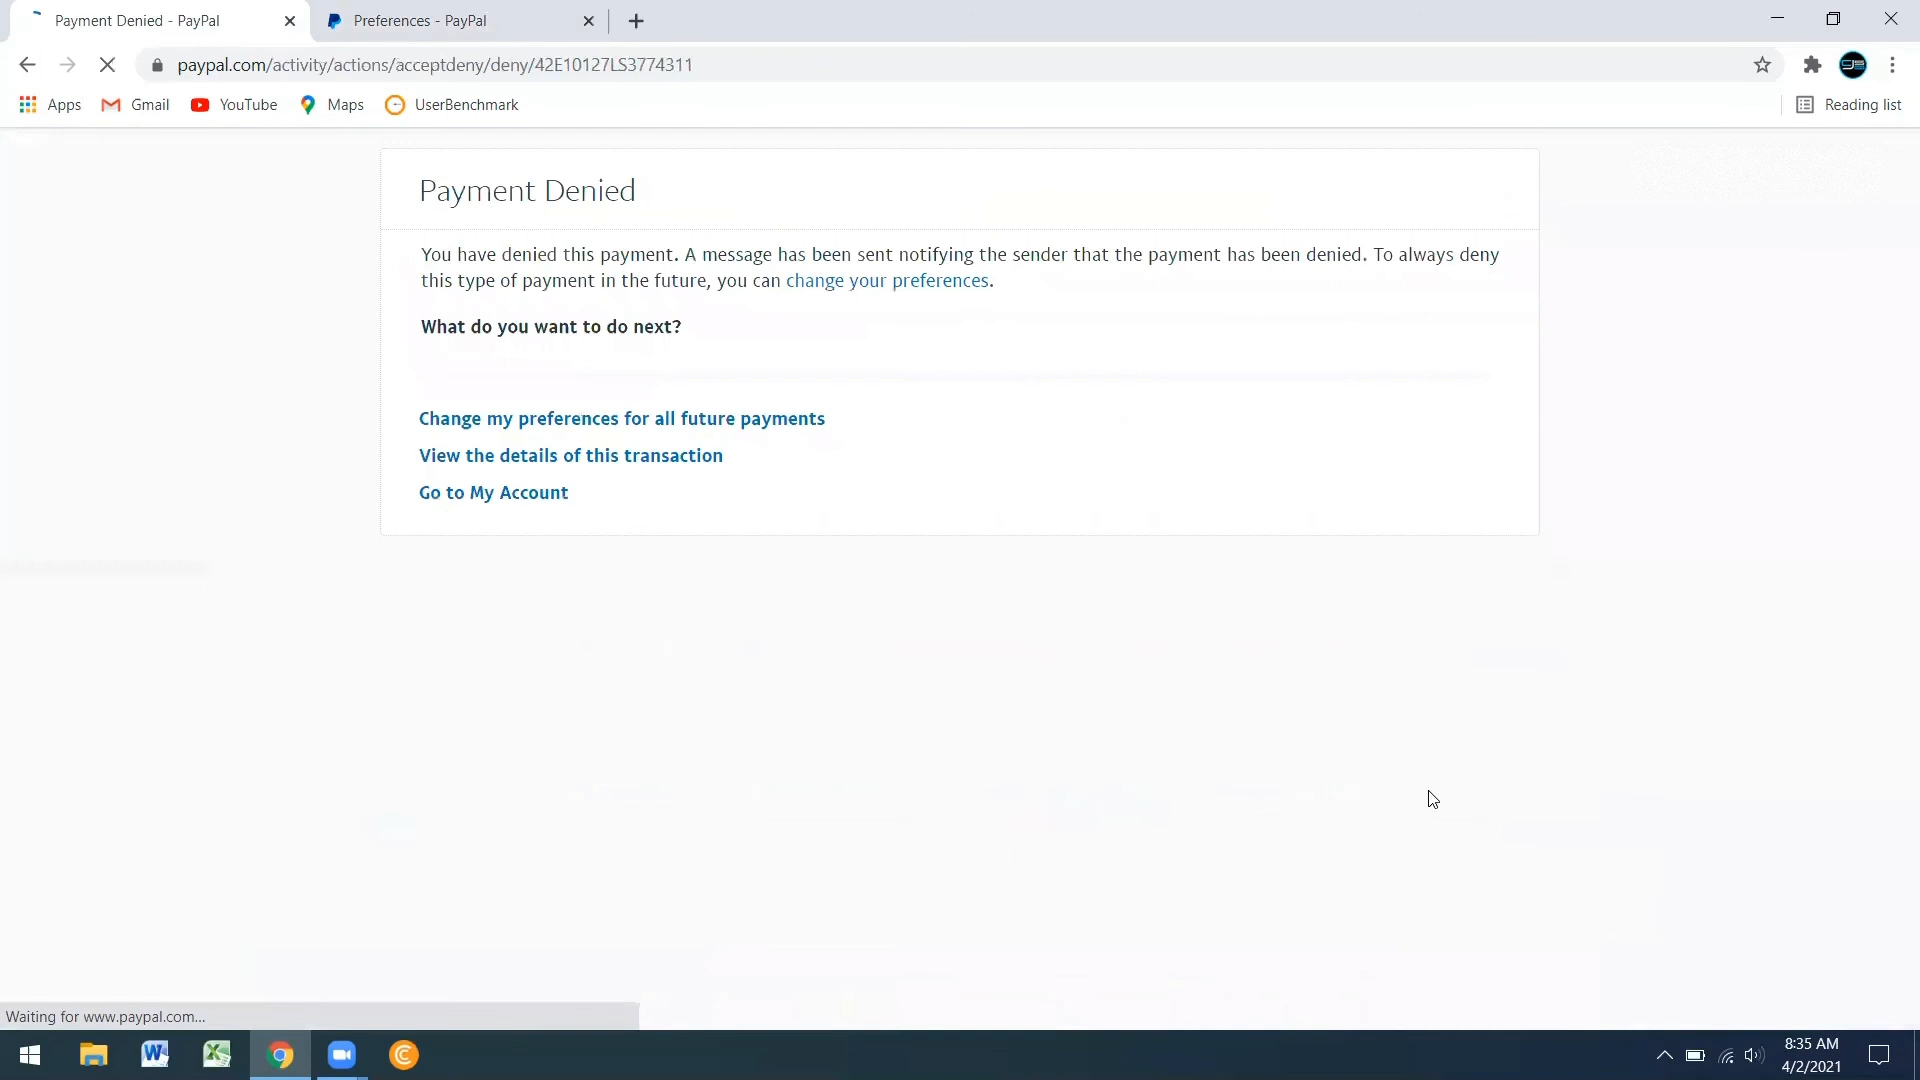 Payment Denied - PayPal
Preferences - PayPal
paypal.com/activity/actions/acceptdeny/deny/42E10127LS3774311
Apps
Gmail
YouTube
Maps
UserBenchmark
Reading list
Payment Denied
You have denied this payment. A message has been sent notifying the sender that the payment has been denied. To always deny
this type of payment in the future, you can change your preferences.
What do you want to do next?
Change my preferences for all future payments
View the details of this transaction
Go to My Account
Waiting for www.paypal.com...
8:35 AM
4/2/2021